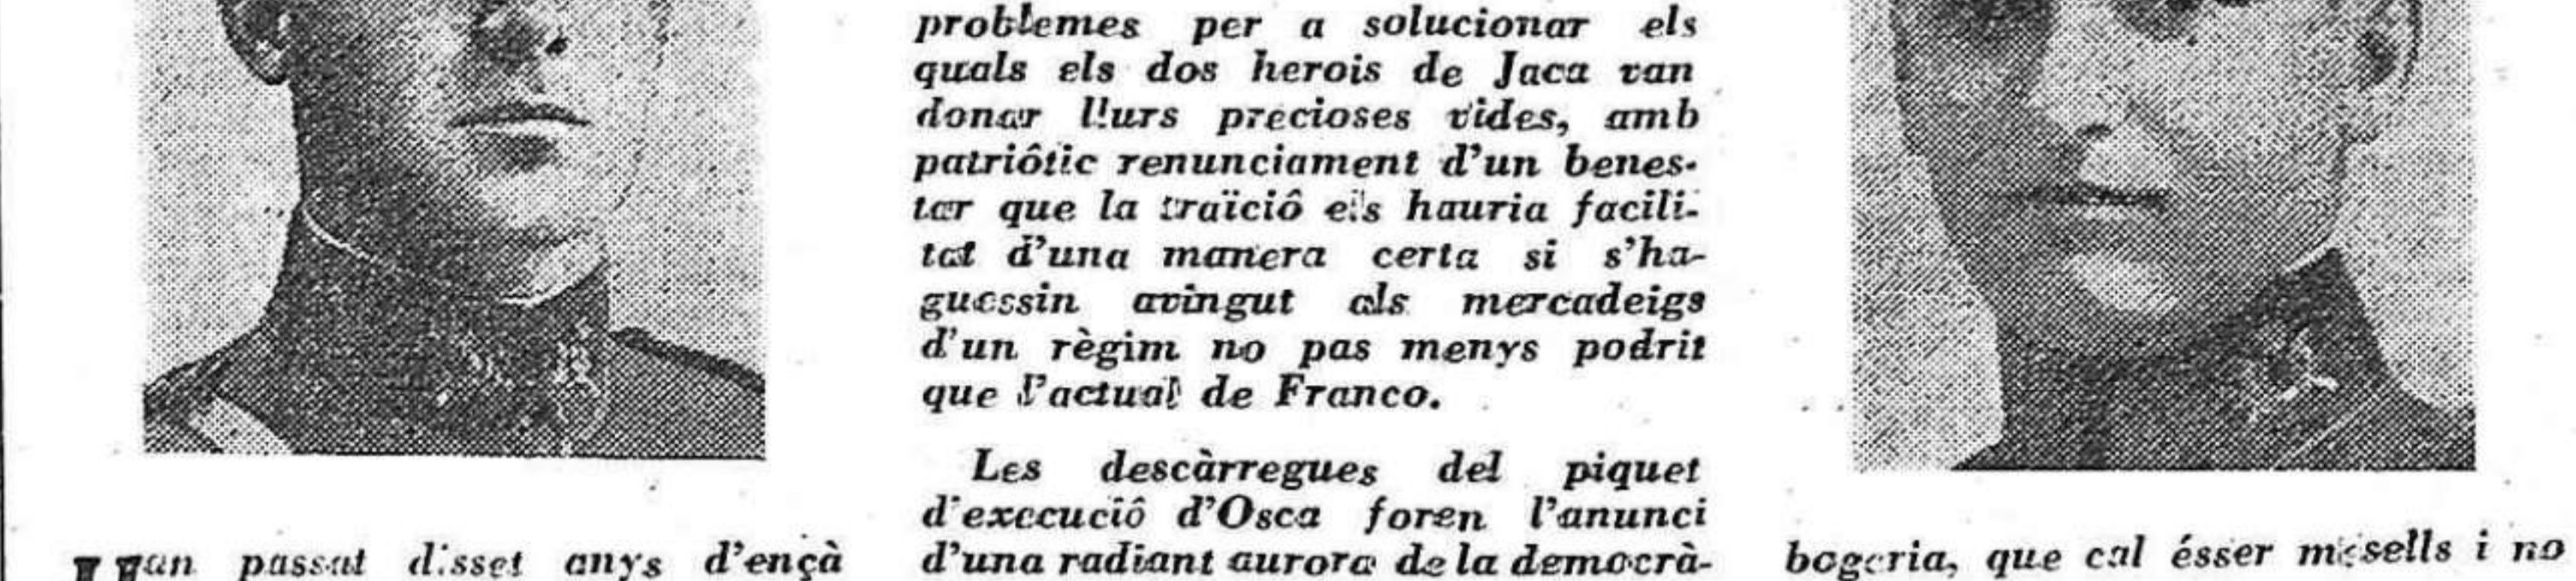 Han passat disset anys d'ençà
problemes per a solucionar els
quals els dos herois de Jaca van
donar llurs precioses vides, amb
patriôtic renunciament d'un benes-
tar que la traïciô els hauria facili-
tat d'una manera certa si s'ha-
guessin avingut als mercadeigs
d'un règim no pas menys podrit
que l'actual de Franco.
Les descàrregues del piquet
d'execuciô d'Osca foren l'anunci
d'una radiant aurora de la democrà-
bogeria, que cal ésser mesells i no